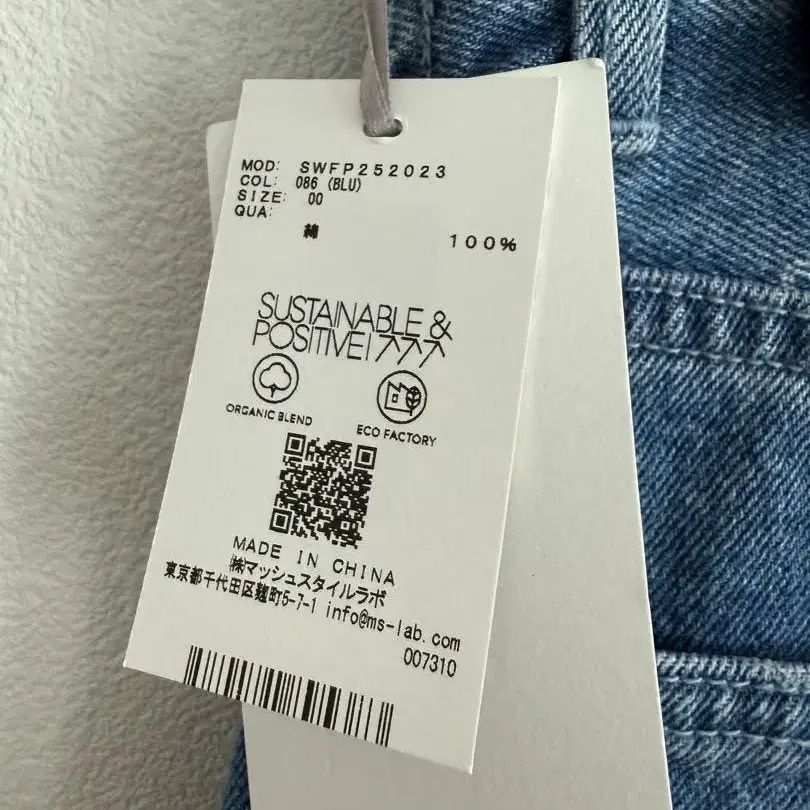 MOD: SWFP252023
COL: 086 (BLU)
SIZE: 00
QUA:
綿 100%
SUSTAINABLE &
POSITIVE! ↗↗↗
ORGANIC BLEND
ECO FACTORY
MADE IN CHINA
㈱マッシュスタイルラボ
東京都千代田区麹町5-7-1 info@ms-lab.com
007310